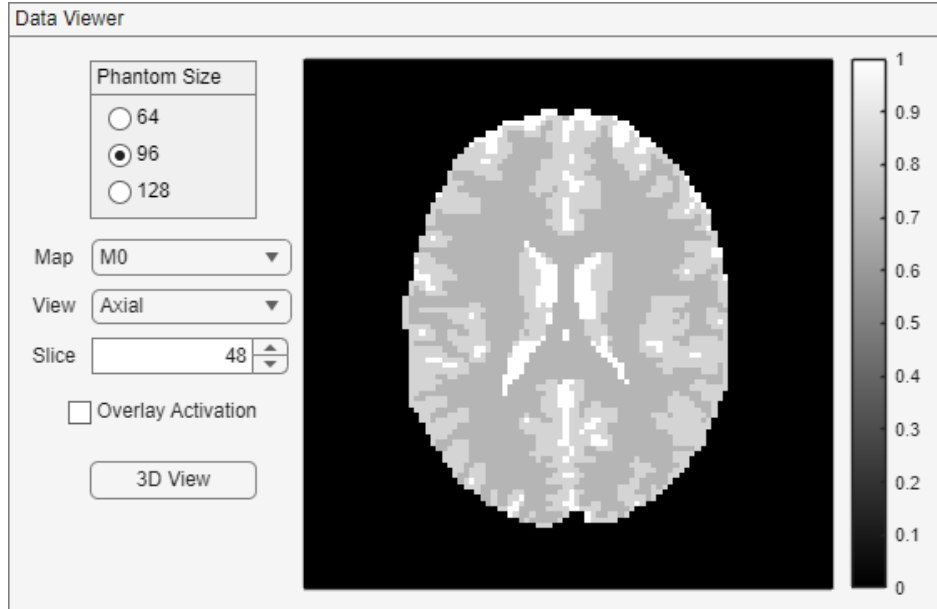 Data Viewer
Phantom Size
64
96
128
Map M0
View Axial
Slice 48
Overlay Activation
3D View
1
0.9
0.8
0.7
0.6
0.5
0.4
0.3
0.2
0.1
0